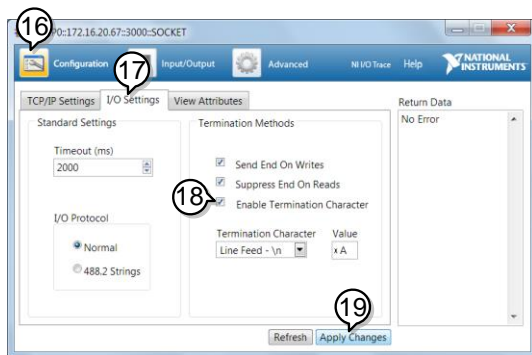 16
P0::172.16.20.67::3000::SOCKET
Configuration
17
Input/Output
Advanced
NI I/O Trace
Help
NATIONAL
INSTRUMENTS
TCP/IP Settings
I/O Settings
View Attributes
Return Data
Standard Settings
Termination Methods
No Error
Timeout (ms)
2000
Send End On Writes
Suppress End On Reads
18
Enable Termination Character
I/O Protocol
Termination Character
Value
Normal
Line Feed - \n
x A
488.2 Strings
19
Refresh
Apply Changes